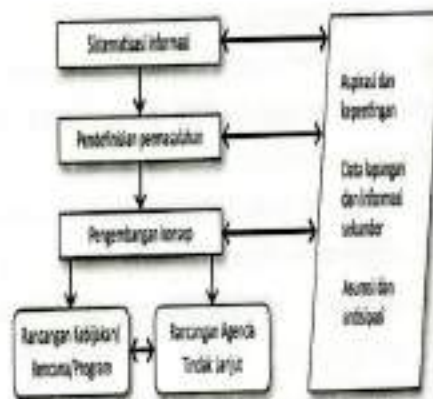 Sistematisasi informasi
Pendefinisian permasalahan
Pengembangan konsep
Rancangan Kebijakan/
Rencana/Program
Rancangan Agenda
Tindak lanjut
Aspirasi dan
kepentingan
Data lapangan
dan informasi
sekunder
Asumsi dan
antisipasi